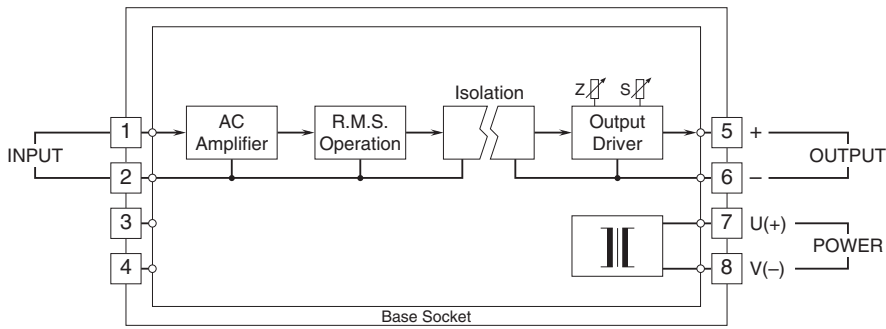 Isolation
Z
S
1
AC
Amplifier
R.M.S.
Operation
Output
Driver
5
+
INPUT
OUTPUT
2
6
–
3
7
U(+)
POWER
4
8
V(–)
Base Socket